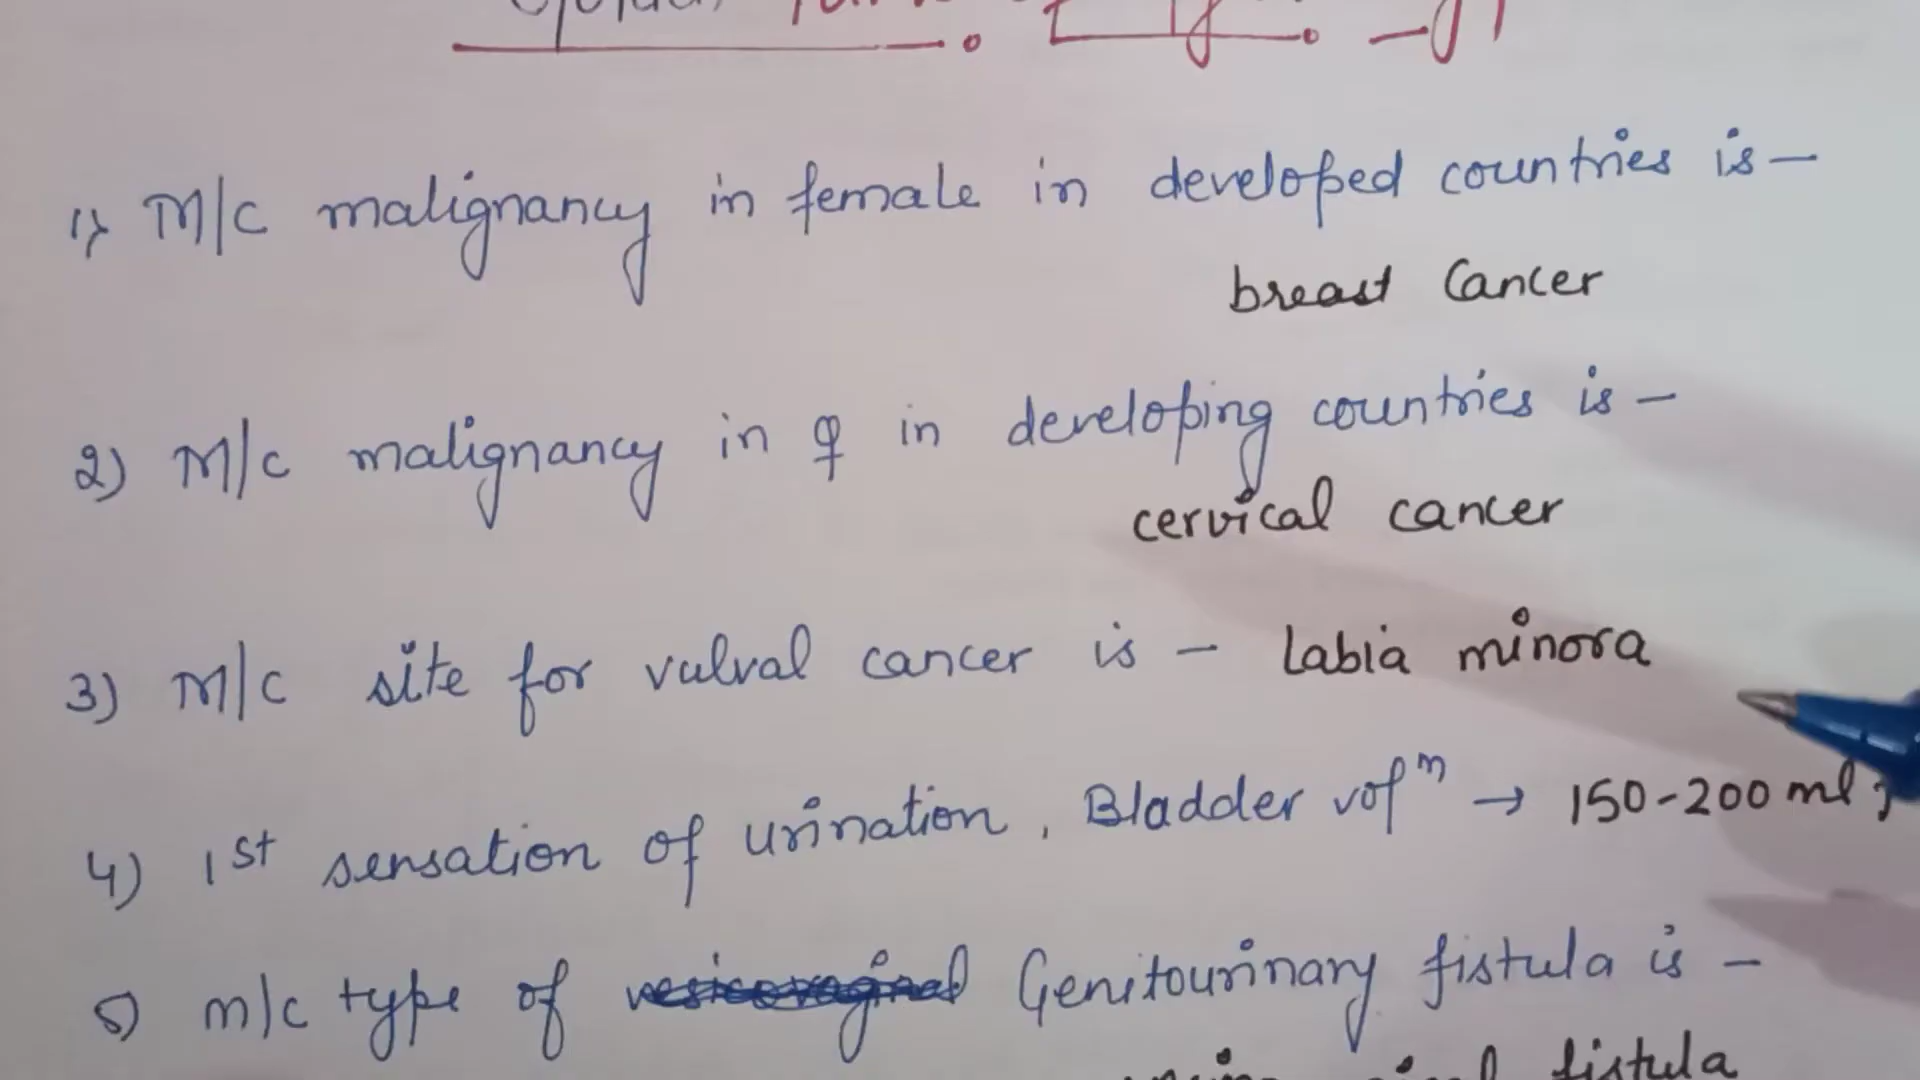 1) M/c malignancy in female in developed countries is -
breast Cancer
2) M/c malignancy in ♀ in developing countries is -
cervical cancer
3) M/c site for vulval cancer is - Labia minora
4) 1st sensation of urination, Bladder volm → 150-200 ml
5) m/c type of Genitourinary fistula is -
fistula